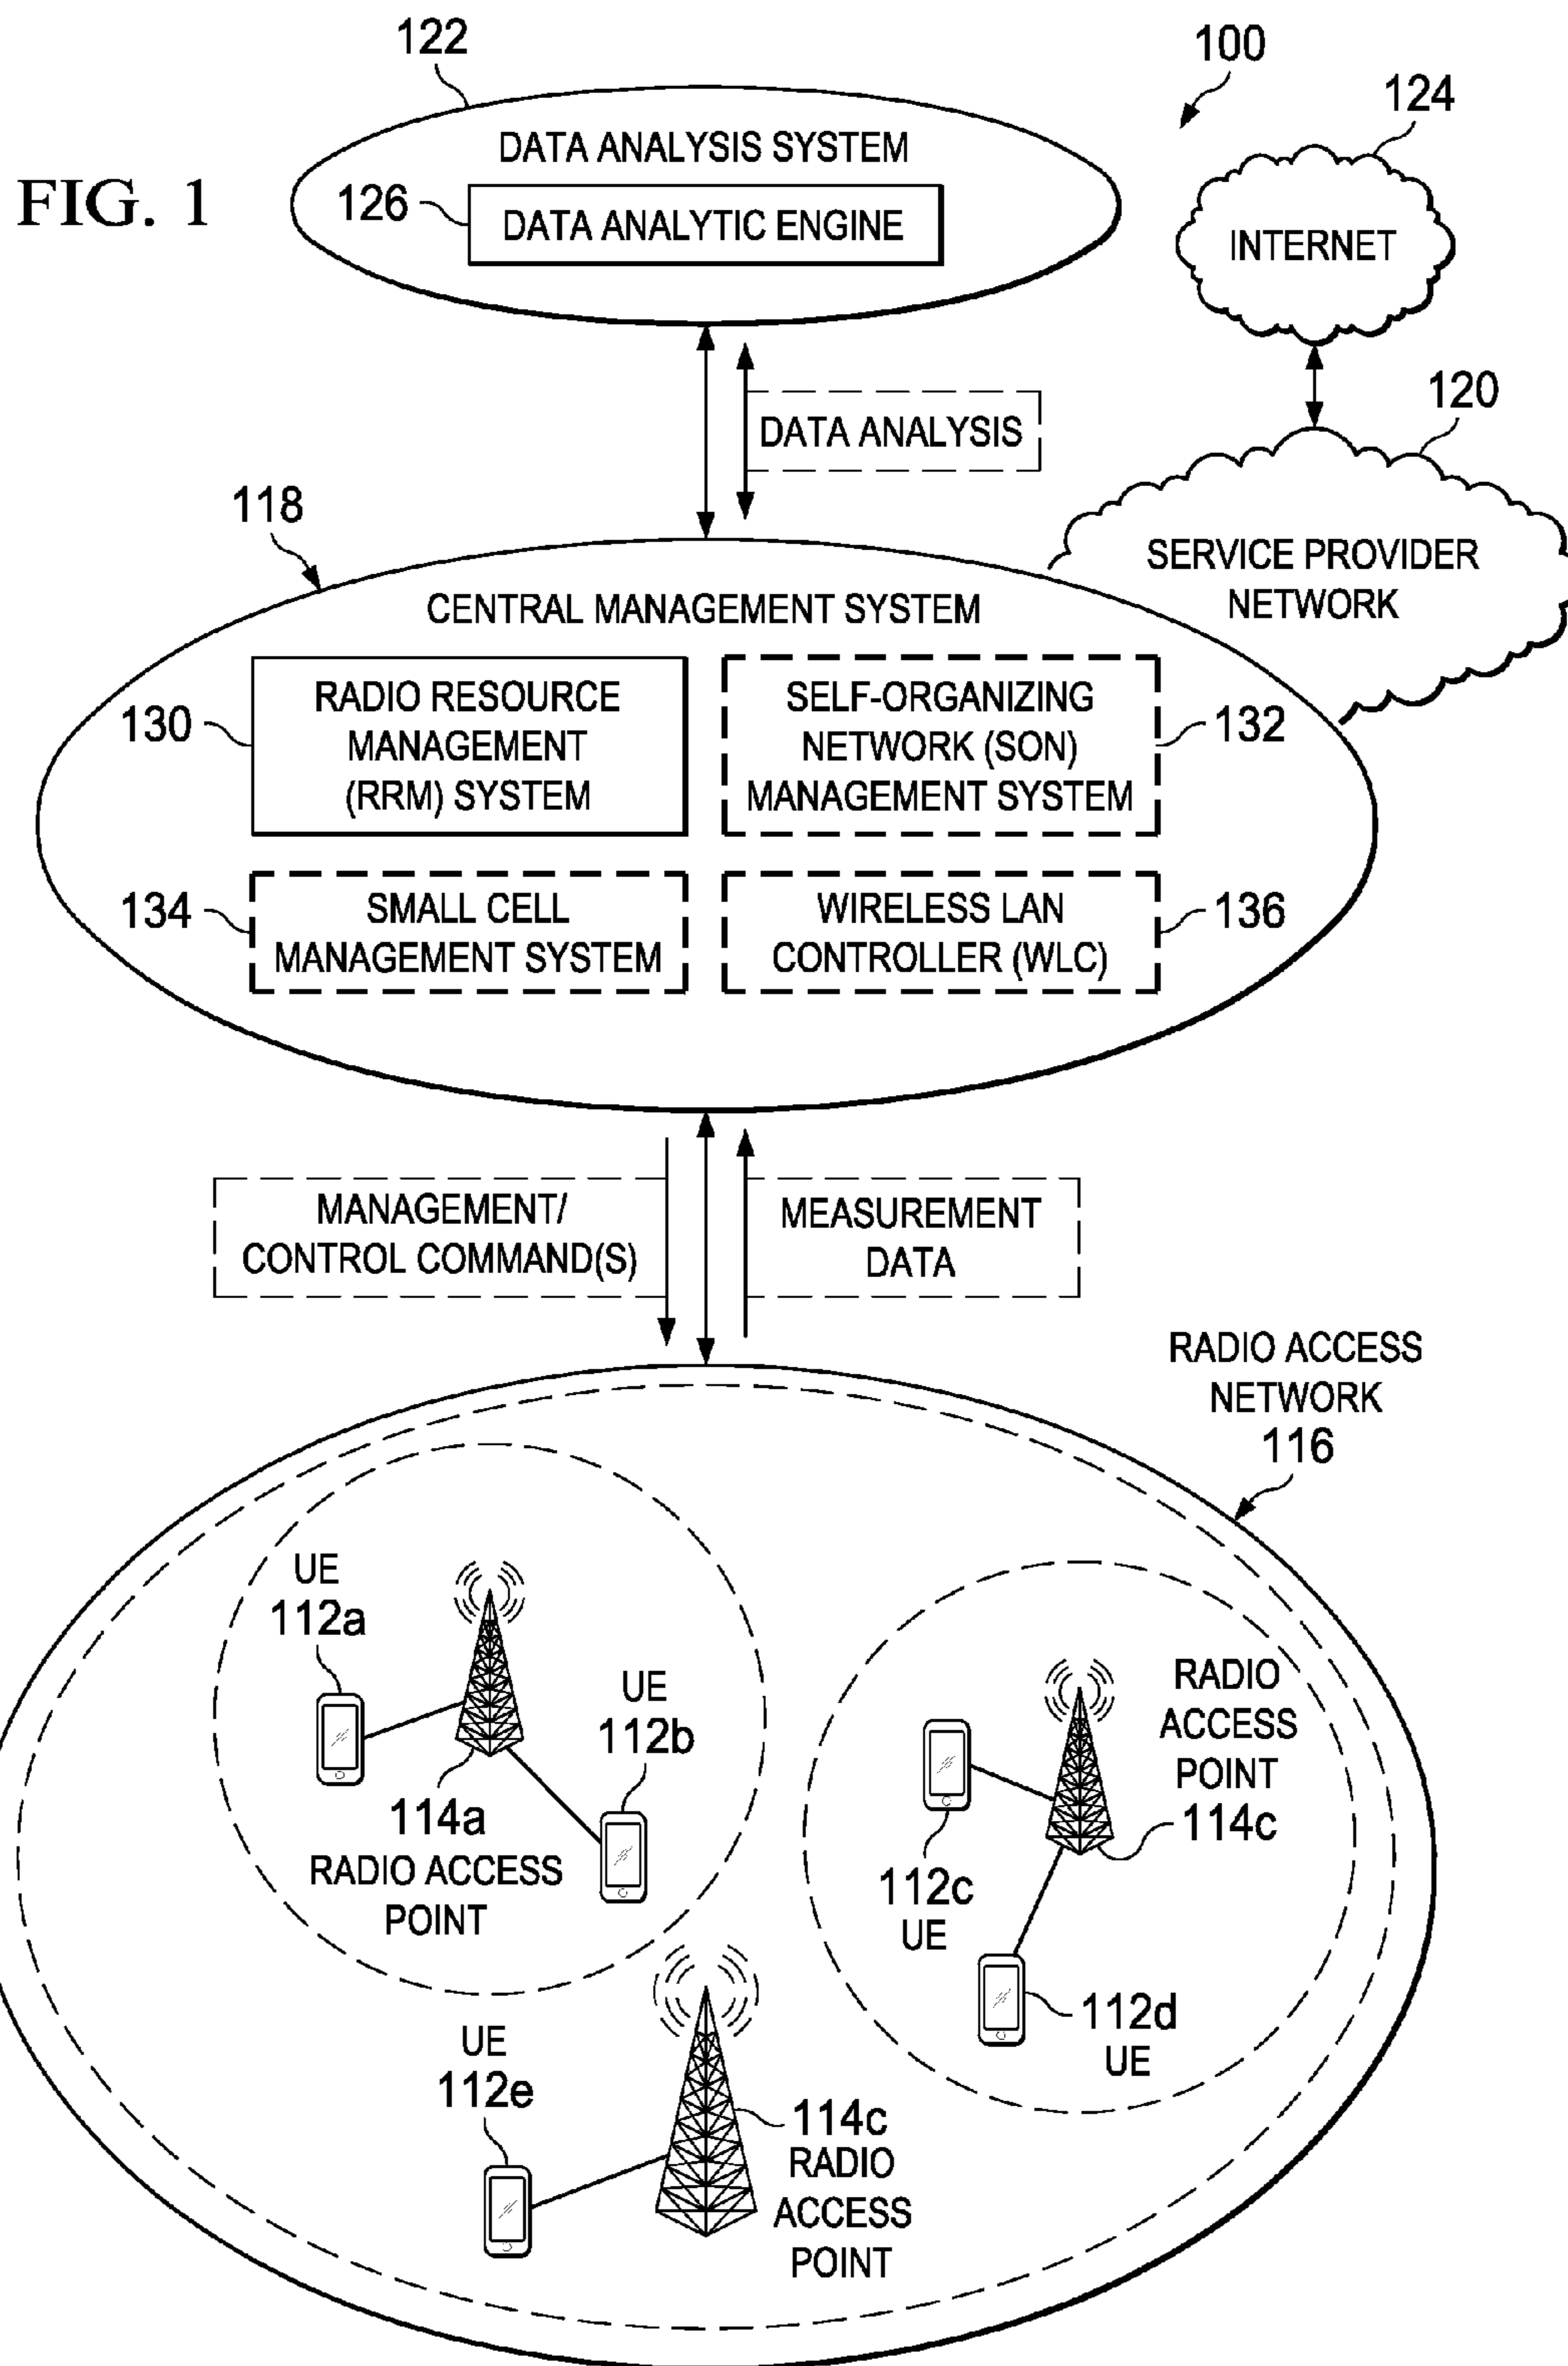 122
100
124
DATA ANALYSIS SYSTEM
FIG. 1
126
DATA ANALYTIC ENGINE
INTERNET
120
DATA ANALYSIS
118
SERVICE PROVIDER
NETWORK
CENTRAL MANAGEMENT SYSTEM
130
RADIO RESOURCE
MANAGEMENT
(RRM) SYSTEM
SELF-ORGANIZING
NETWORK (SON)
MANAGEMENT SYSTEM
132
134
SMALL CELL
MANAGEMENT SYSTEM
WIRELESS LAN
CONTROLLER (WLC)
136
MANAGEMENT/
CONTROL COMMAND(S)
MEASUREMENT
DATA
RADIO ACCESS
NETWORK
116
UE
112a
UE
112b
114a
RADIO ACCESS
POINT
RADIO
ACCESS
POINT
114c
112c
UE
112d
UE
UE
112e
114c
RADIO
ACCESS
POINT